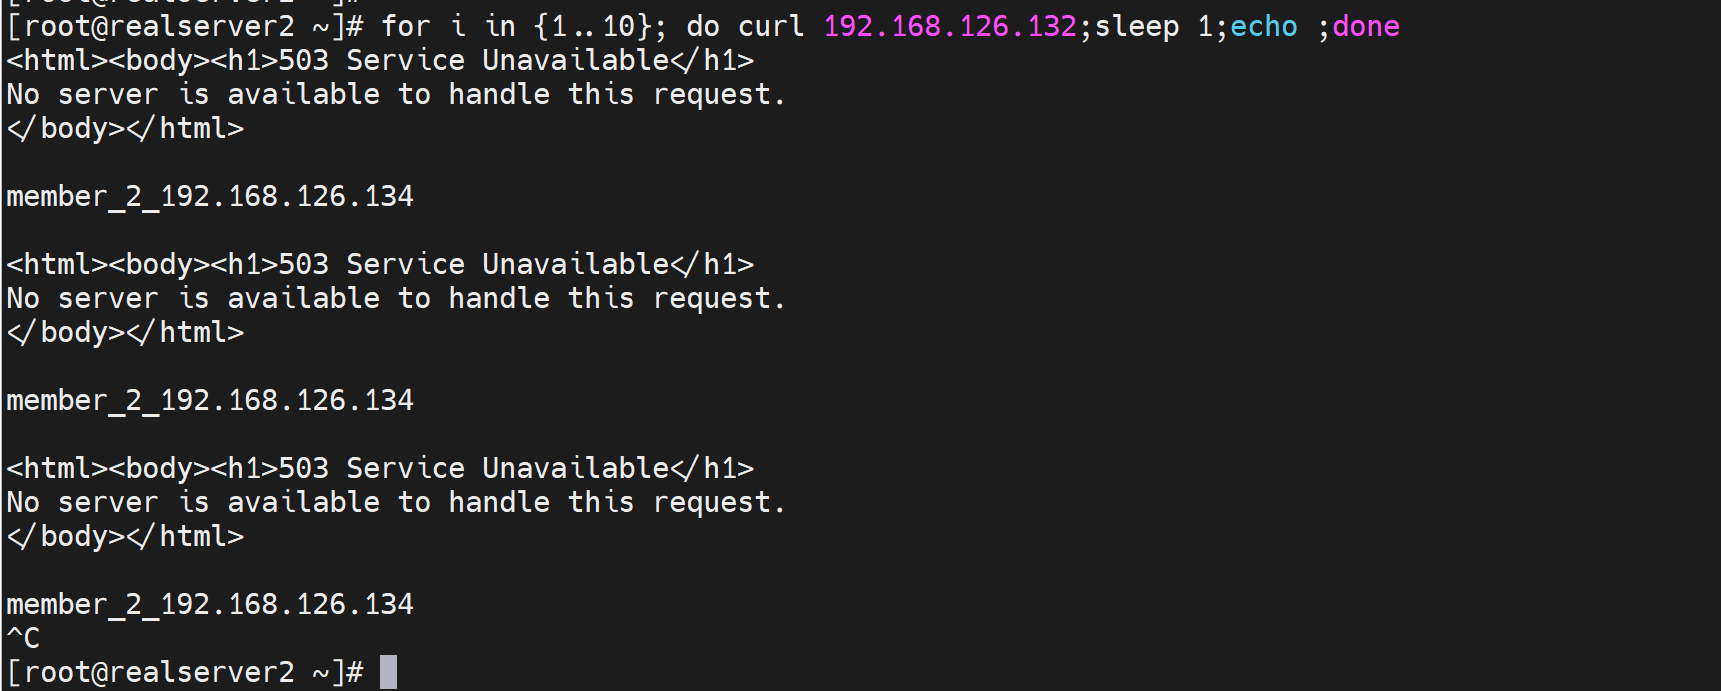 [root@realserver2 ~]#
[root@realserver2 ~]# for i in {1..10}; do curl 192.168.126.132;sleep 1;echo ;done
<html><body><h1>503 Service Unavailable</h1>
No server is available to handle this request.
</body></html>
member_2_192.168.126.134
<html><body><h1>503 Service Unavailable</h1>
No server is available to handle this request.
</body></html>
member_2_192.168.126.134
<html><body><h1>503 Service Unavailable</h1>
No server is available to handle this request.
</body></html>
member_2_192.168.126.134
^C
[root@realserver2 ~]#